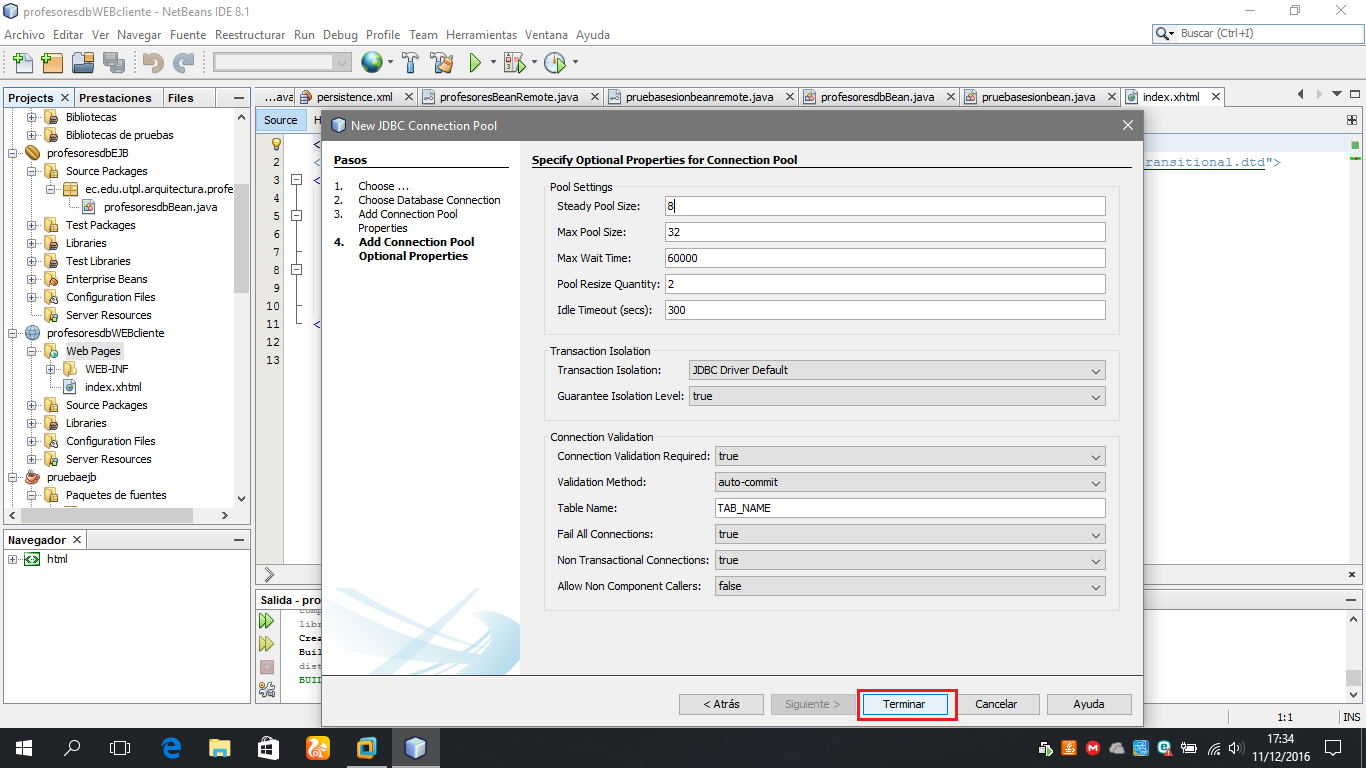 profesoresdbWEBcliente - NetBeans IDE 8.1
Archivo Editar Ver Navegar Fuente Reestructurar Run Debug Profile Team Herramientas Ventana Ayuda
Buscar (Ctrl+I)
Projects Prestaciones Files
...ava persistence.xml profesoresBeanRemote.java pruebasesionbeanremote.java profesoresdbBean.java pruebasesionbean.java index.xhtml
Source H
Bibliotecas
Bibliotecas de pruebas
profesoresdbEJB
Source Packages
ec.edu.utpl.arquitectura.profe
profesoresdbBean.java
Test Packages
Libraries
Test Libraries
Enterprise Beans
Configuration Files
Server Resources
profesoresdbWEBcliente
Web Pages
WEB-INF
index.xhtml
Source Packages
Libraries
Configuration Files
Server Resources
pruebaejb
Paquetes de fuentes
Navegador
html
<
2 < ransitional.dtd">
3 <
4
5
6
7
8
9
10
11 <
12
13
New JDBC Connection Pool
Pasos
1. Choose ...
2. Choose Database Connection
3. Add Connection Pool
Properties
4. Add Connection Pool
Optional Properties
Specify Optional Properties for Connection Pool
Pool Settings
Steady Pool Size: 8
Max Pool Size: 32
Max Wait Time: 60000
Pool Resize Quantity: 2
Idle Timeout (secs): 300
Transaction Isolation
Transaction Isolation: JDBC Driver Default
Guarantee Isolation Level: true
Connection Validation
Connection Validation Required: true
Validation Method: auto-commit
Table Name: TAB_NAME
Fail All Connections: true
Non Transactional Connections: true
Allow Non Component Callers: false
< Atrás Siguiente > Terminar Cancelar Ayuda
Salida - pro
comp
libr
Crea
Buil
dist
BUI
1:1 INS
17:34
11/12/2016